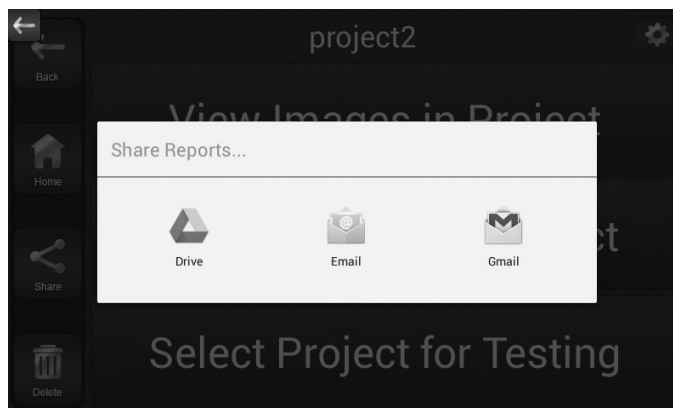 project2
Back
View Images in Project
Share Reports...
Home
Drive
Email
Gmail
Share
Select Project for Testing
Delete